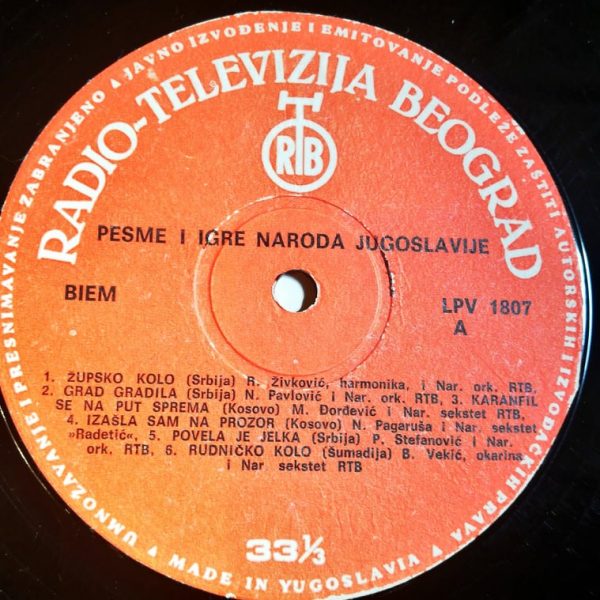 UMNOŽAVANJE I PRESNIMAVANJE ZABRANJENO ▲ JAVNO IZVOĐENJE I EMITOVANJE PODLEŽE ZAŠTITI AUTORSKIH I IZVOĐAČKIH PRAVA ▲ MADE IN YUGOSLAVIA ▲
RADIO-TELEVIZIJA BEOGRAD
RTB
PESME I IGRE NARODA JUGOSLAVIJE
BIEM
LPV 1807
A
1. ŽUPSKO KOLO (Srbija) R. Živković, harmonika, i Nar. ork. RTB,
2. GRAD GRADILA (Srbija) N. Pavlović i Nar. ork. RTB, 3. KARANFIL
SE NA PUT SPREMA (Kosovo) M. Đorđević i Nar. sekstet RTB,
4. IZAŠLA SAM NA PROZOR (Kosovo) N. Pagaruša i Nar. sekstet
»Radetić«, 5. POVELA JE JELKA (Srbija) P. Stefanović i Nar.
ork. RTB, 6. RUDNIČKO KOLO (Šumadija) B. Vekić, okarina
i Nar. sekstet RTB
33⅓